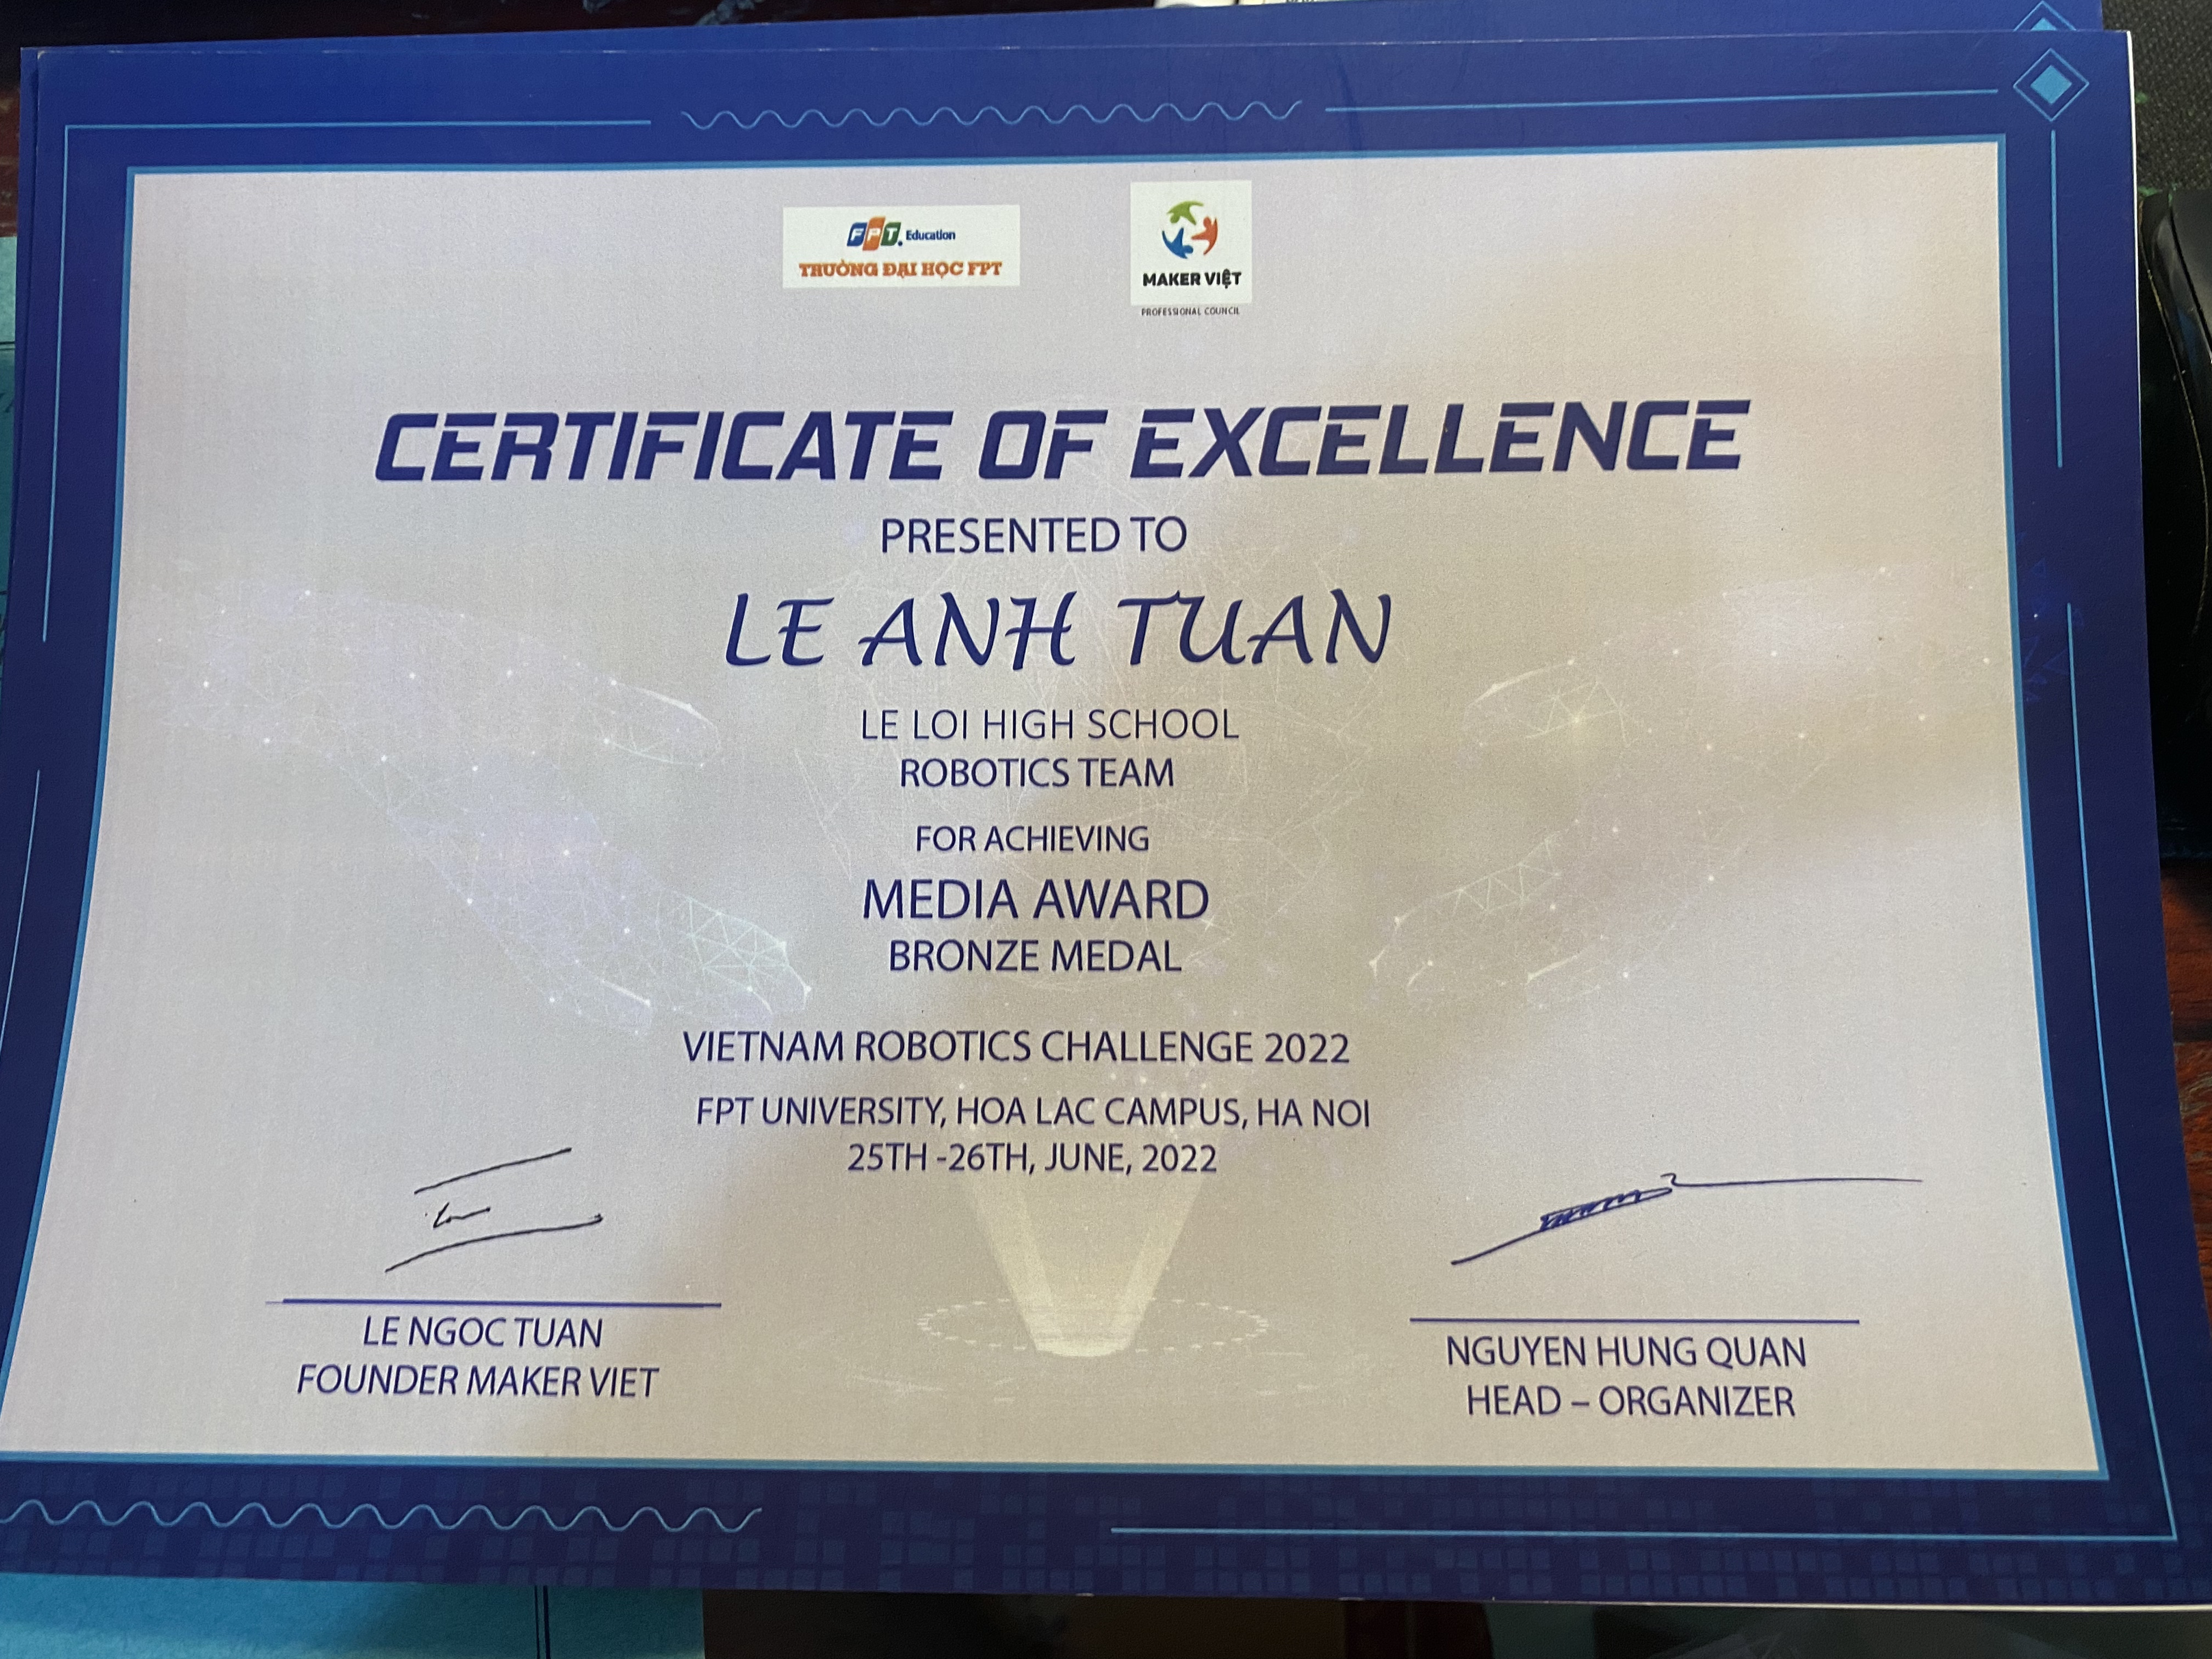 FPT. Education
TRƯỜNG ĐẠI HỌC FPT
MAKER VIỆT
PROFESSIONAL COUNCIL
CERTIFICATE OF EXCELLENCE
PRESENTED TO
LE ANH TUAN
LE LOI HIGH SCHOOL
ROBOTICS TEAM
FOR ACHIEVING
MEDIA AWARD
BRONZE MEDAL
VIETNAM ROBOTICS CHALLENGE 2022
FPT UNIVERSITY, HOA LAC CAMPUS, HA NOI
25TH -26TH, JUNE, 2022
LE NGOC TUAN
FOUNDER MAKER VIET
NGUYEN HUNG QUAN
HEAD – ORGANIZER